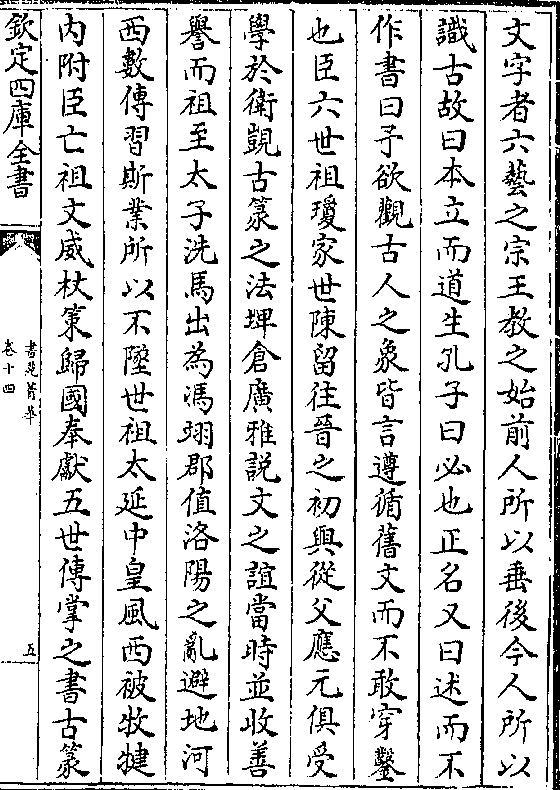 文字者六藝之宗王教之始前人所以垂後今人所以
識古故曰本立而道生孔子曰必也正名又曰述而不
作書曰予欲觀古人之象皆言遵循舊文而不敢穿鑿
也臣六世祖瓊家世陳留往晉之初興從父應元俱受
學於衛覬古篆之法埤倉廣雅説文之誼當時並收善
譽而祖至太子洗馬出為馮翊郡值洛陽之亂避地河
西數傳習斯業所以不墜世祖太延中皇風西被牧犍
内附臣亡祖文威杖策歸國奉獻五世傳掌之書古篆
欽定四庫全書
書苑菁華
卷十四
五